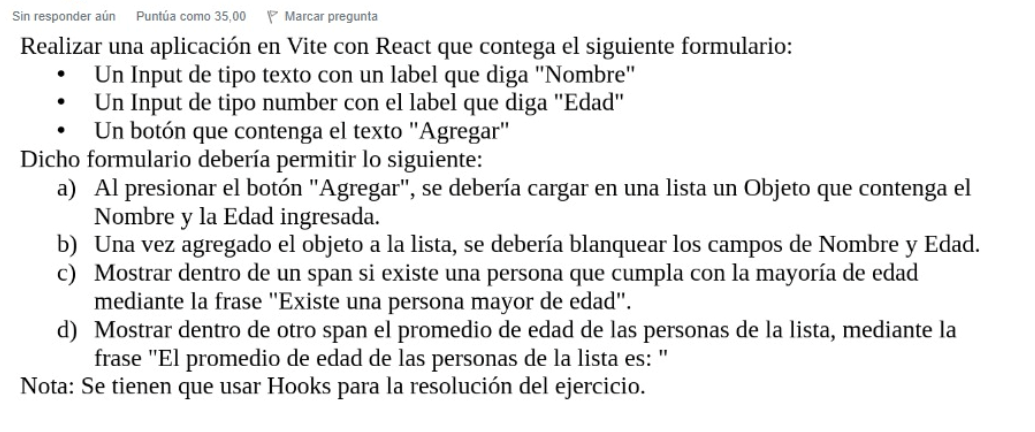 Sin responder aún Puntúa como 35,00 Marcar pregunta
Realizar una aplicación en Vite con React que contega el siguiente formulario:
• Un Input de tipo texto con un label que diga "Nombre"
• Un Input de tipo number con el label que diga "Edad"
• Un botón que contenga el texto "Agregar"
Dicho formulario debería permitir lo siguiente:
a) Al presionar el botón "Agregar", se debería cargar en una lista un Objeto que contenga el
Nombre y la Edad ingresada.
b) Una vez agregado el objeto a la lista, se debería blanquear los campos de Nombre y Edad.
c) Mostrar dentro de un span si existe una persona que cumpla con la mayoría de edad
mediante la frase "Existe una persona mayor de edad".
d) Mostrar dentro de otro span el promedio de edad de las personas de la lista, mediante la
frase "El promedio de edad de las personas de la lista es: "
Nota: Se tienen que usar Hooks para la resolución del ejercicio.